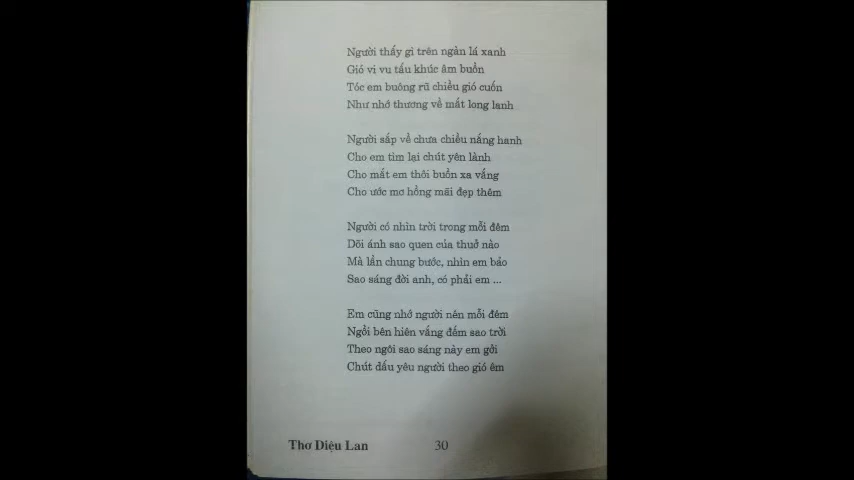 Người thấy gì trên ngàn lá xanh
Gió vi vu tấu khúc âm buồn
Tóc em buông rũ chiều gió cuốn
Như nhớ thương về mắt long lanh
Người sắp về chưa chiều nắng hanh
Cho em tìm lại chút yên lành
Cho mắt em thôi buồn xa vắng
Cho ước mơ hồng mãi đẹp thêm
Người có nhìn trời trong mỗi đêm
Dõi ánh sao quen của thuở nào
Mà lần chung bước, nhìn em bảo
Sao sáng đời anh, có phải em ...
Em cũng nhớ người nên mỗi đêm
Ngồi bên hiên vắng đếm sao trời
Theo ngôi sao sáng này em gởi
Chút dấu yêu người theo gió êm
Thơ Diệu Lan 30